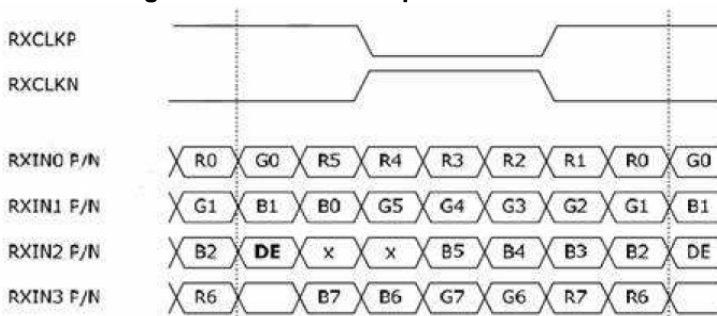 RXCLKP
RXCLKN
RXIN0 P/N R0 G0 R5 R4 R3 R2 R1 R0 G0
RXIN1 P/N G1 B1 B0 G5 G4 G3 G2 G1 B1
RXIN2 P/N B2 DE x x B5 B4 B3 B2 DE
RXIN3 P/N R6 B7 B6 G7 G6 R7 R6